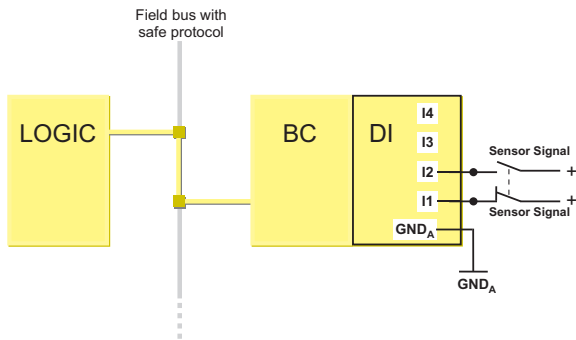 Field bus with
safe protocol
LOGIC
BC
DI
I4
I3
I2
I1
GNDA
Sensor Signal
+
Sensor Signal
+
GNDA